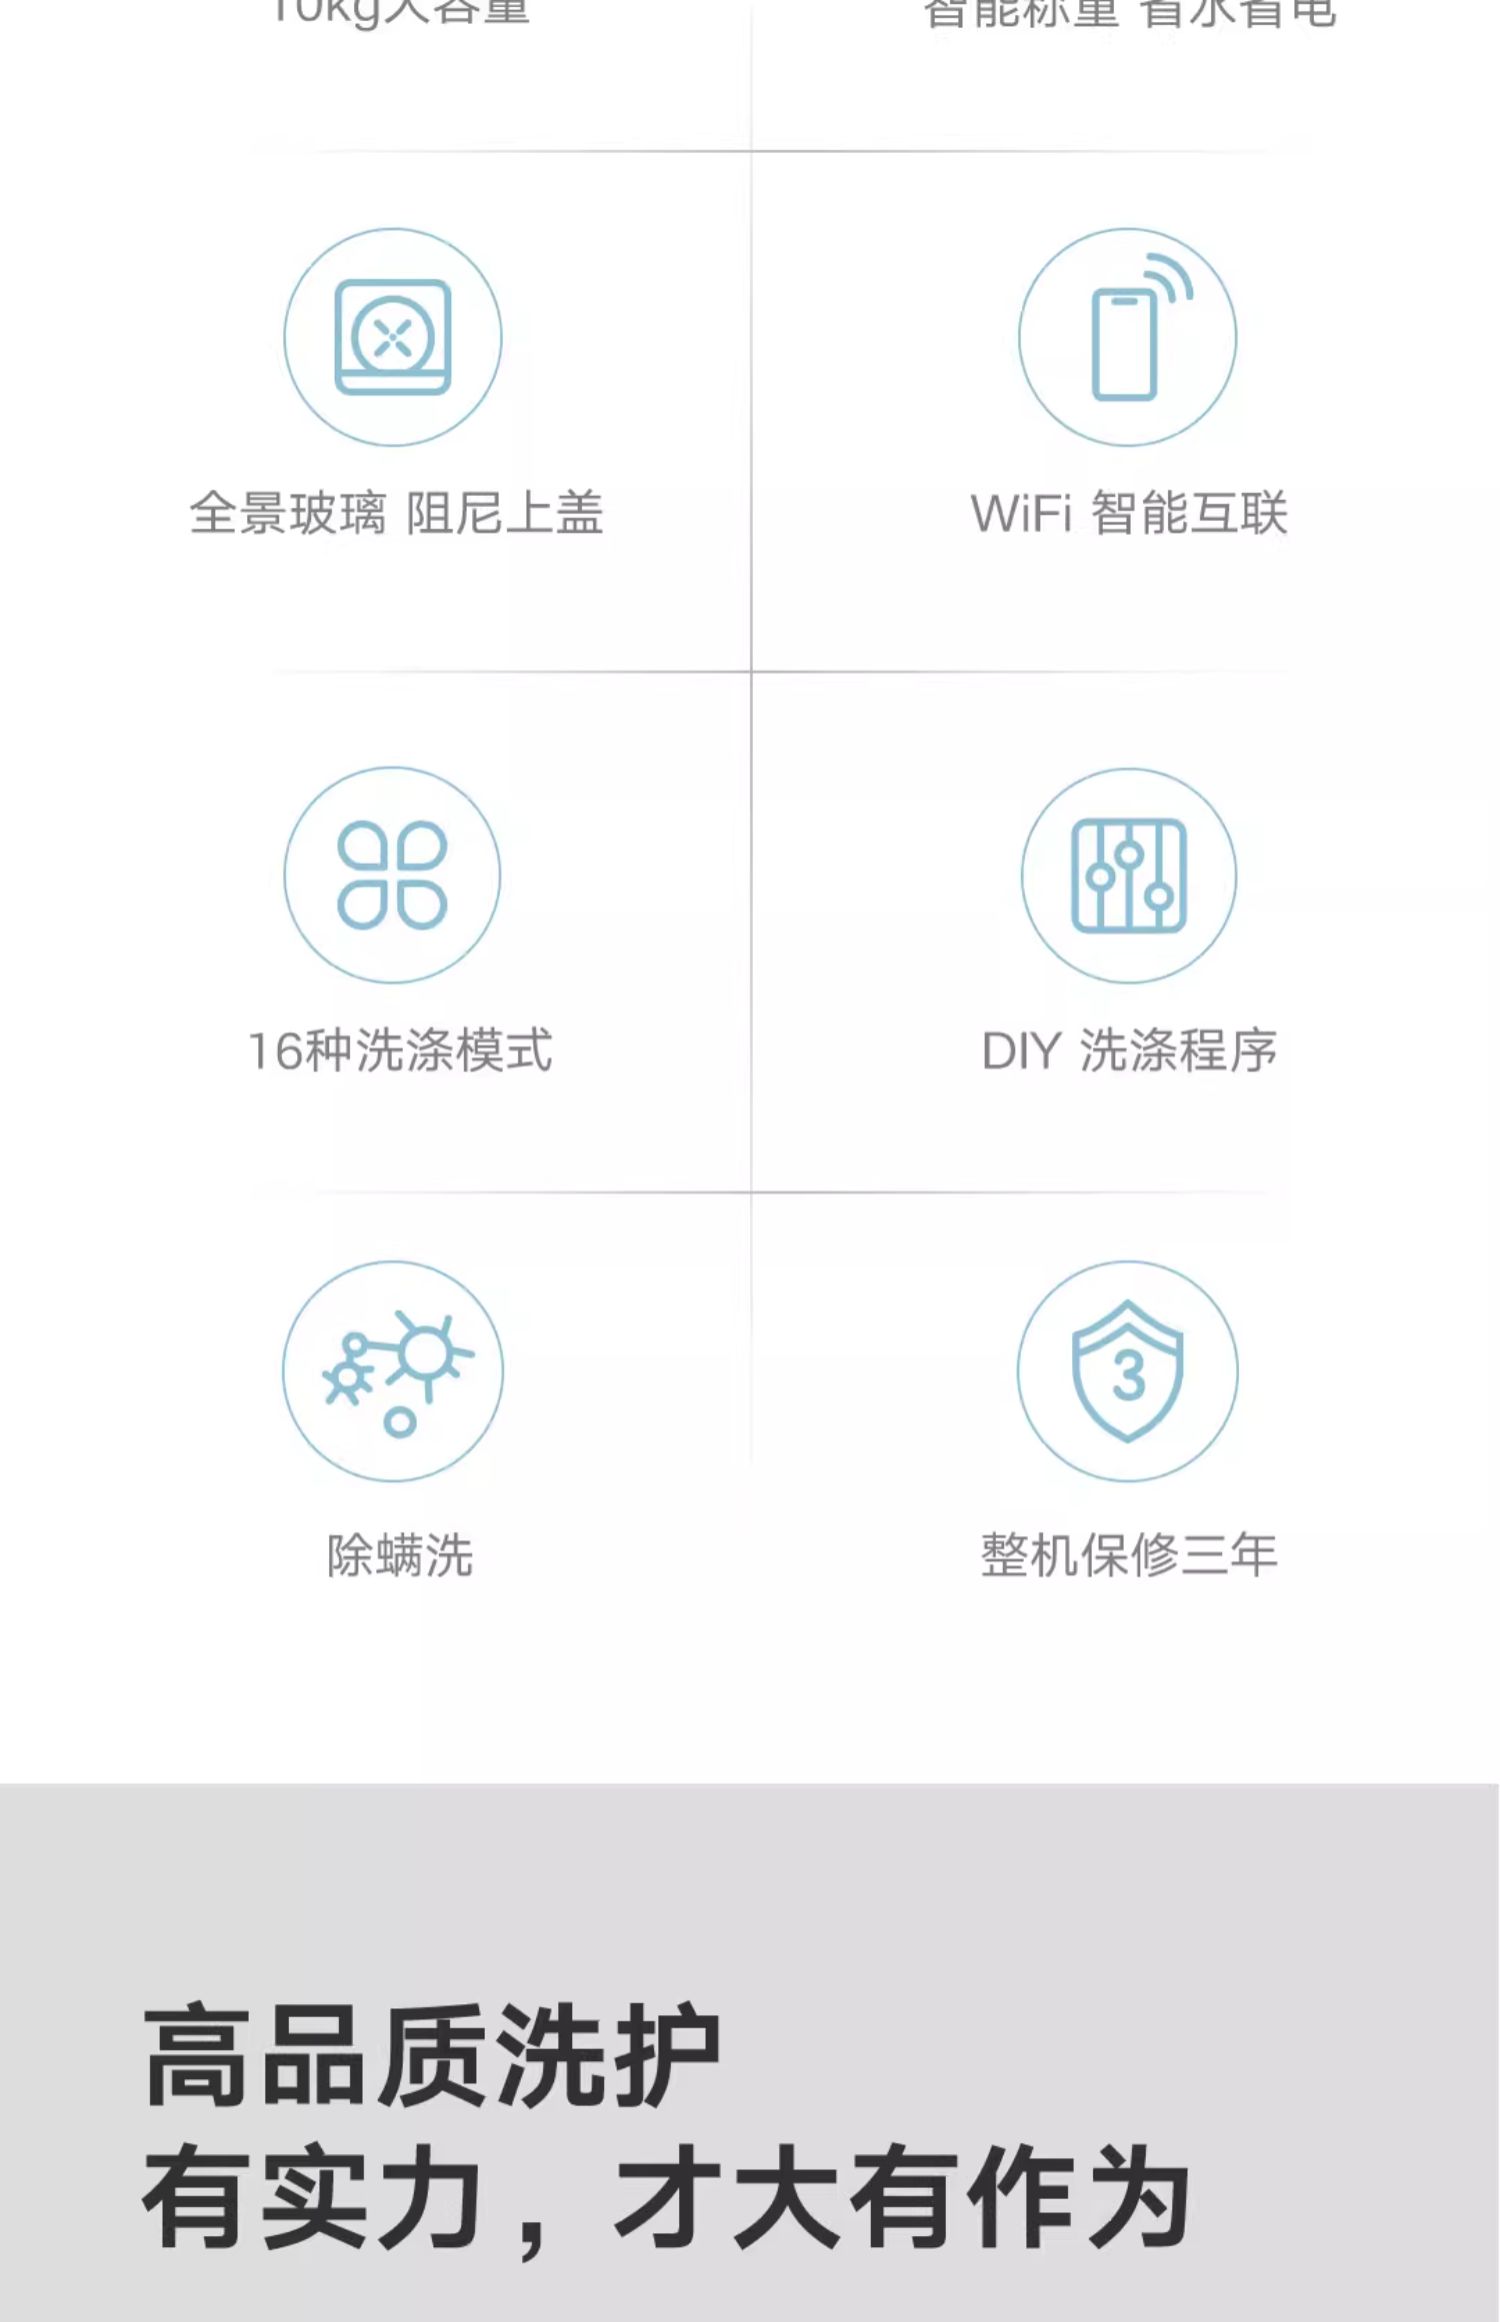 10kg大容量
智能称重 省水省电
全景玻璃 阻尼上盖
WiFi 智能互联
16种洗涤模式
DIY 洗涤程序
3
除螨洗
整机保修三年
高品质洗护
有实力，才大有作为